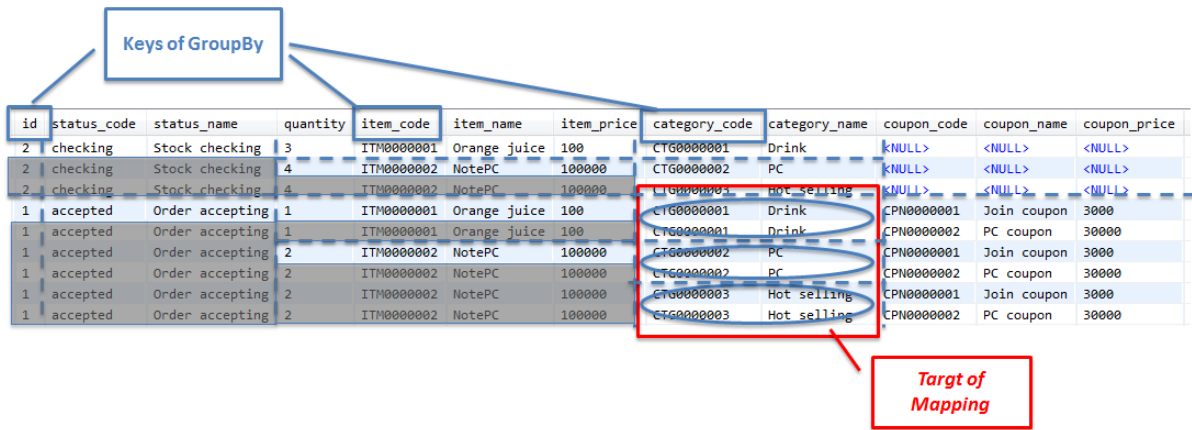 Keys of GroupBy
id status_code status_name quantity item_code item_name item_price category_code category_name coupon_code coupon_name coupon_price
2 checking Stock checking 3 ITM0000001 Orange juice 100 CTG0000001 Drink <NULL> <NULL> <NULL>
2 checking Stock checking 4 ITM0000002 NotePC 100000 CTG0000002 PC <NULL> <NULL> <NULL>
2 checking Stock checking 4 ITM0000002 NotePC 100000 CTG0000003 Hot selling <NULL> <NULL> <NULL>
1 accepted Order accepting 1 ITM0000001 Orange juice 100 CTG0000001 Drink CPN0000001 Join coupon 3000
1 accepted Order accepting 1 ITM0000001 Orange juice 100 CTG0000001 Drink CPN0000002 PC coupon 30000
1 accepted Order accepting 2 ITM0000002 NotePC 100000 CTG0000002 PC CPN0000001 Join coupon 3000
1 accepted Order accepting 2 ITM0000002 NotePC 100000 CTG0000002 PC CPN0000002 PC coupon 30000
1 accepted Order accepting 2 ITM0000002 NotePC 100000 CTG0000003 Hot selling CPN0000001 Join coupon 3000
1 accepted Order accepting 2 ITM0000002 NotePC 100000 CTG0000003 Hot selling CPN0000002 PC coupon 30000
Targt of
Mapping